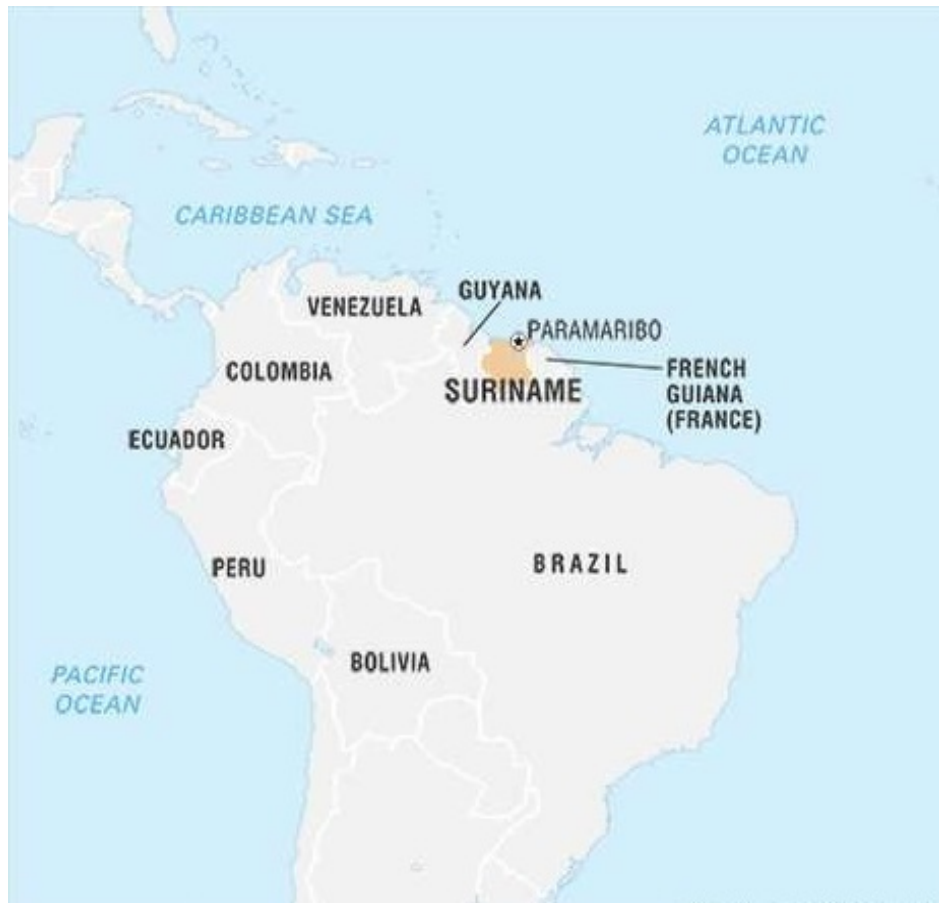 ATLANTIC
OCEAN
CARIBBEAN SEA
GUYANA
VENEZUELA
PARAMARIBO
COLOMBIA
FRENCH
GUIANA
(FRANCE)
SURINAME
ECUADOR
PERU
BRAZIL
BOLIVIA
PACIFIC
OCEAN